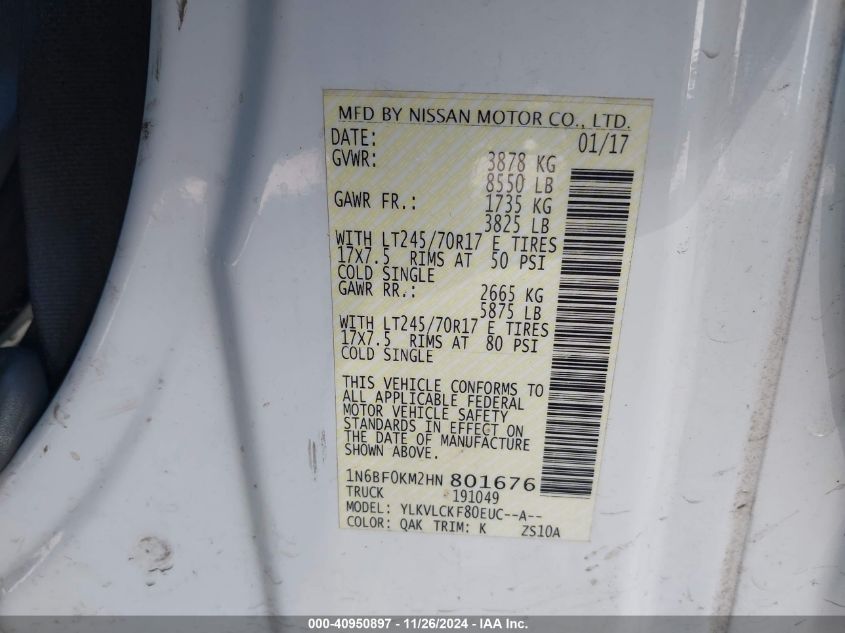 MFD BY NISSAN MOTOR CO., LTD.
DATE: 01/17
GVWR: 3878 KG
8550 LB
GAWR FR.: 1735 KG
3825 LB
WITH LT245/70R17 E TIRES
17X7.5 RIMS AT 50 PSI
COLD SINGLE
GAWR RR.: 2665 KG
5875 LB
WITH LT245/70R17 E TIRES
17X7.5 RIMS AT 80 PSI
COLD SINGLE
THIS VEHICLE CONFORMS TO
ALL APPLICABLE FEDERAL
MOTOR VEHICLE SAFETY
STANDARDS IN EFFECT ON
THE DATE OF MANUFACTURE
SHOWN ABOVE.
1N6BF0KM2HN 801676
TRUCK 191049
MODEL: YLKVLCKF80EUC--A--
COLOR: QAK TRIM: K ZS10A
000-40950897 - 11/26/2024 - IAA Inc.